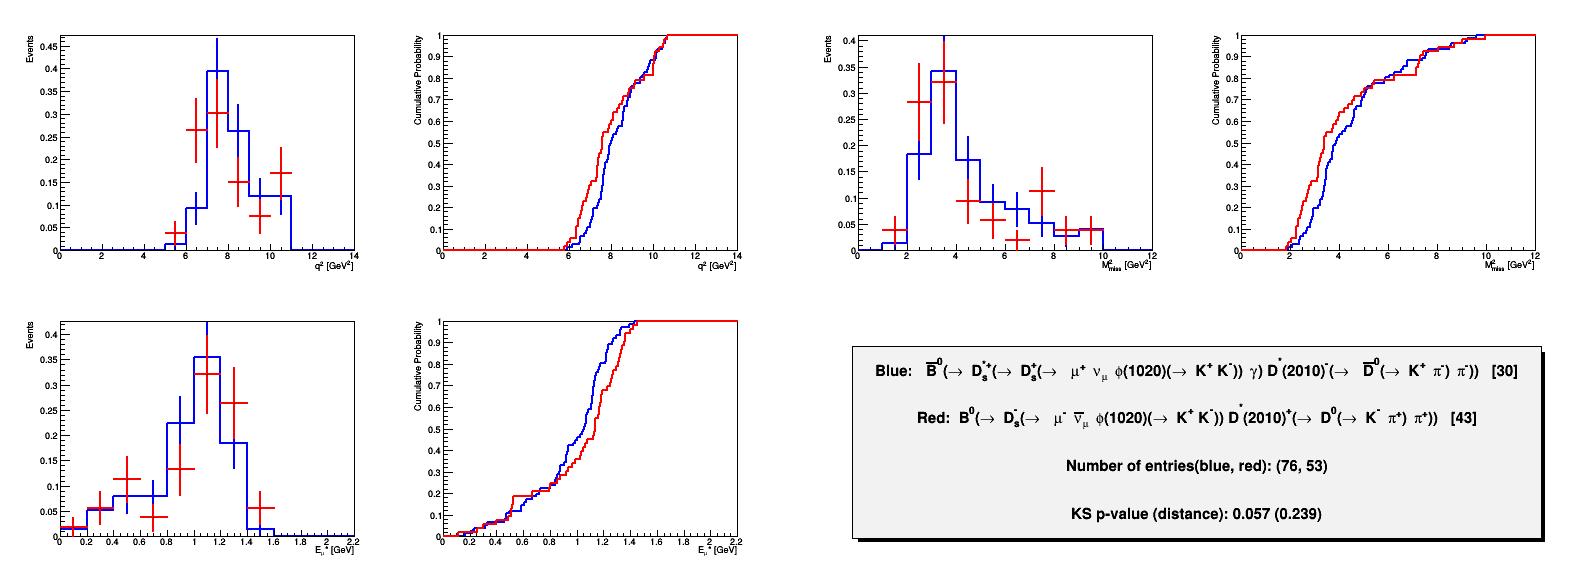 Events
0.45
0.4
0.35
0.3
0.25
0.2
0.15
0.1
0.05
0
0 2 4 6 8 10 12 14
q² [GeV²]
Cumulative Probability
1
0.9
0.8
0.7
0.6
0.5
0.4
0.3
0.2
0.1
0
0 2 4 6 8 10 12 14
q² [GeV²]
Events
0.4
0.35
0.3
0.25
0.2
0.15
0.1
0.05
0
0 2 4 6 8 10 12
M²miss [GeV²]
Cumulative Probability
1
0.9
0.8
0.7
0.6
0.5
0.4
0.3
0.2
0.1
0
0 2 4 6 8 10 12
M²miss [GeV²]
Events
0.4
0.35
0.3
0.25
0.2
0.15
0.1
0.05
0
0 0.2 0.4 0.6 0.8 1 1.2 1.4 1.6 1.8 2 2.2
Eμ* [GeV]
Cumulative Probability
1
0.9
0.8
0.7
0.6
0.5
0.4
0.3
0.2
0.1
0
0 0.2 0.4 0.6 0.8 1 1.2 1.4 1.6 1.8 2 2.2
Eμ* [GeV]
Blue: B̅⁰(→ Dₛ*⁺(→ Dₛ⁺(→ μ⁺ νμ ϕ(1020)(→ K⁺ K⁻)) γ) D*(2010)⁻(→ D̅⁰(→ K⁺ π⁻) π⁻)) [30]
Red: B⁰(→ Dₛ⁻(→ μ⁻ ν̅μ ϕ(1020)(→ K⁺ K⁻)) D*(2010)⁺(→ D⁰(→ K⁻ π⁺) π⁺)) [43]
Number of entries(blue, red): (76, 53)
KS p-value (distance): 0.057 (0.239)